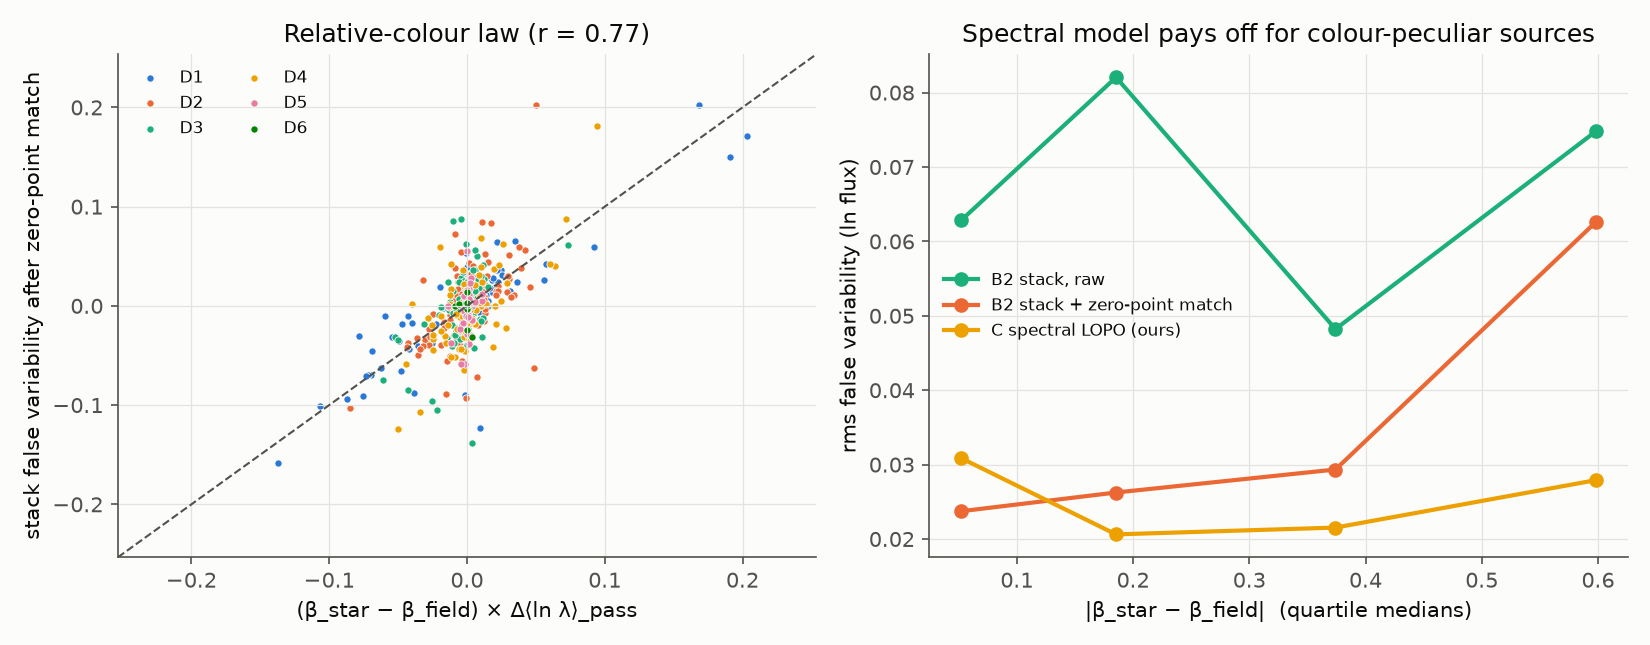 Relative-colour law (r = 0.77)
stack false variability after zero-point match
D1
D2
D3
D4
D5
D6
0.2
0.1
0.0
−0.1
−0.2
−0.2
−0.1
0.0
0.1
0.2
(β_star − β_field) × Δ⟨ln λ⟩_pass
Spectral model pays off for colour-peculiar sources
rms false variability (ln flux)
0.08
0.07
0.06
0.05
0.04
0.03
0.02
B2 stack, raw
B2 stack + zero-point match
C spectral LOPO (ours)
0.1
0.2
0.3
0.4
0.5
0.6
|β_star − β_field| (quartile medians)